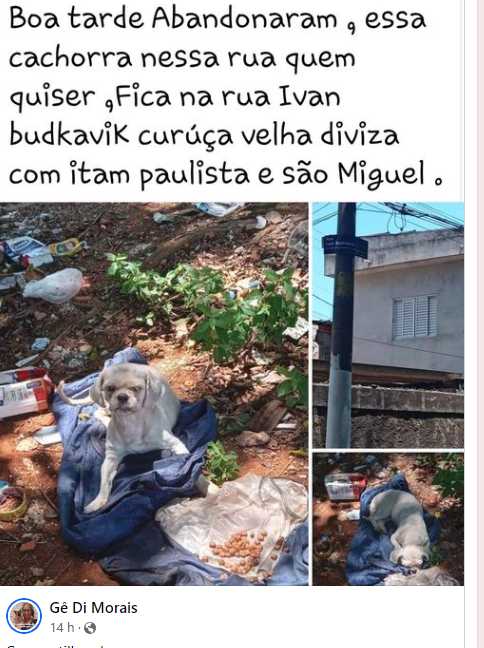 Boa tarde Abandonaram , essa
cachorra nessa rua quem
quiser ,Fica na rua Ivan
budkaviK curúça velha diviza
com itam paulista e são Miguel .
Gê Di Morais
14 h ·